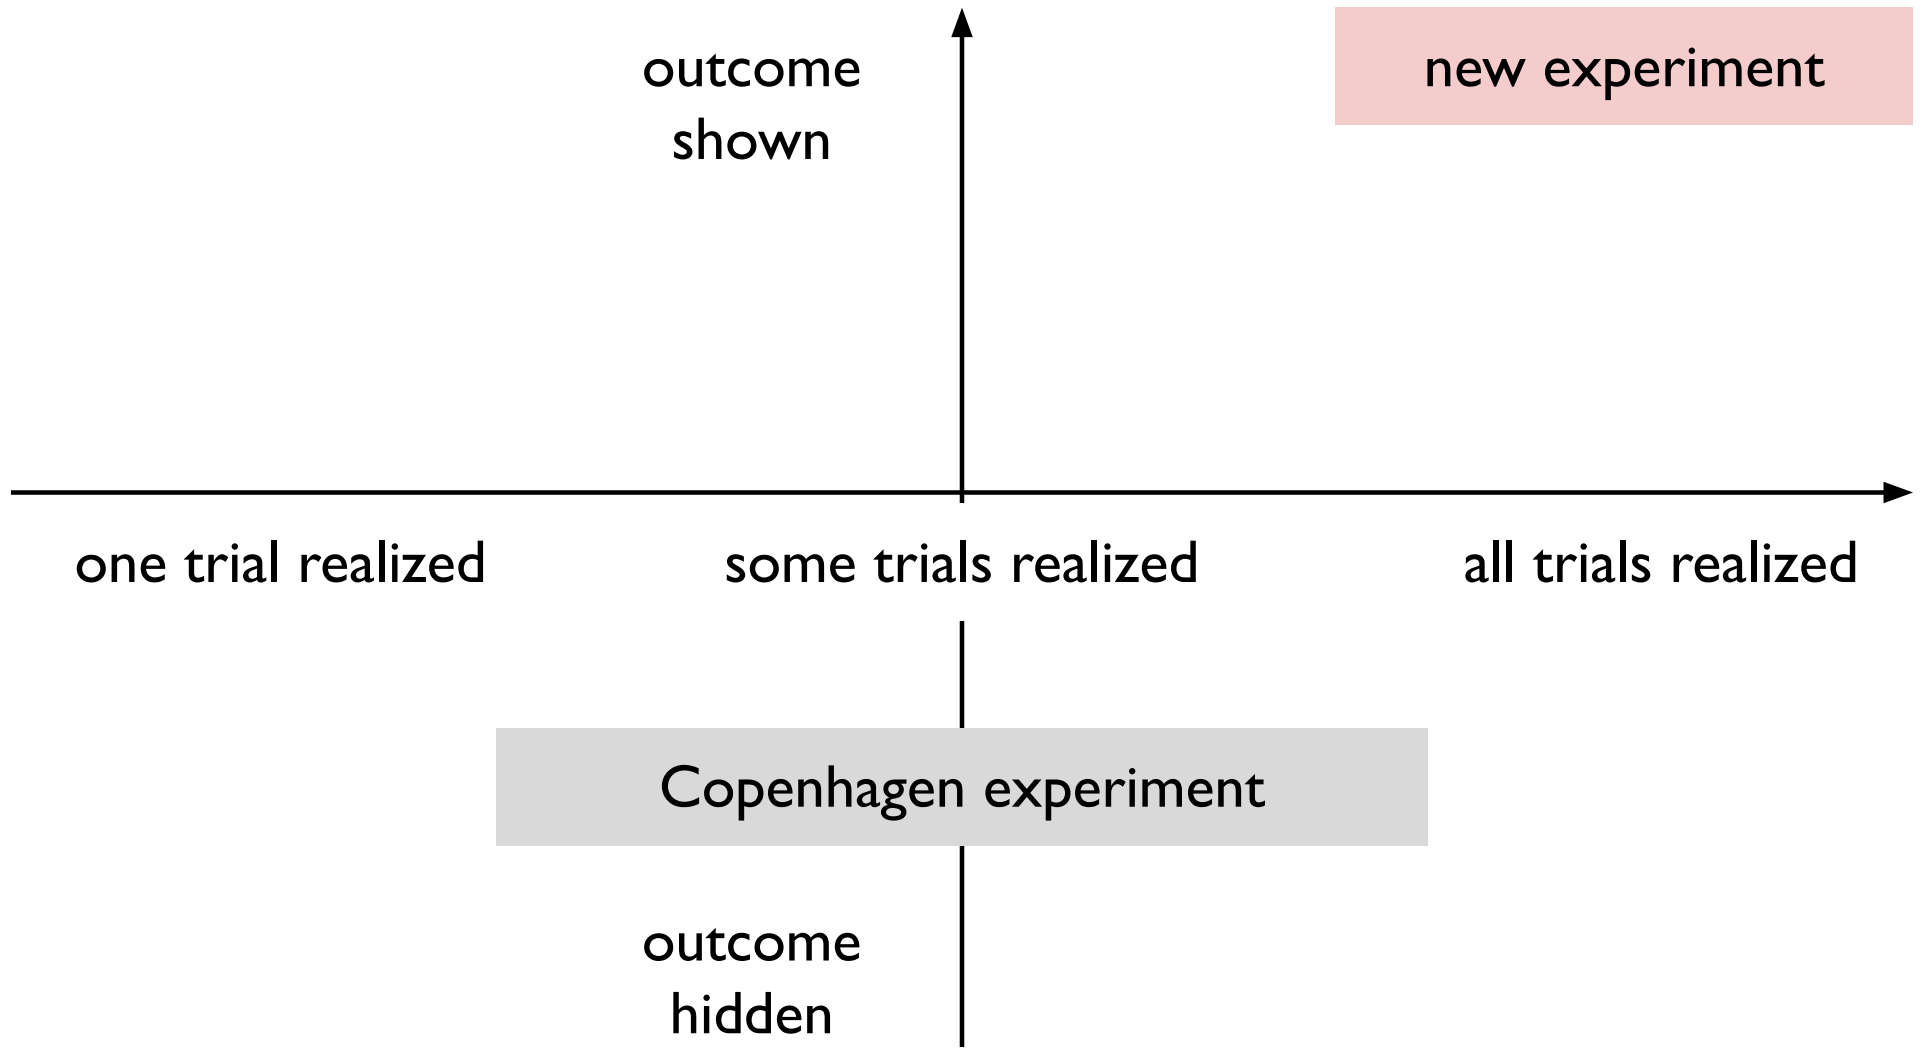 outcome
shown
new experiment
one trial realized
some trials realized
all trials realized
Copenhagen experiment
outcome
hidden